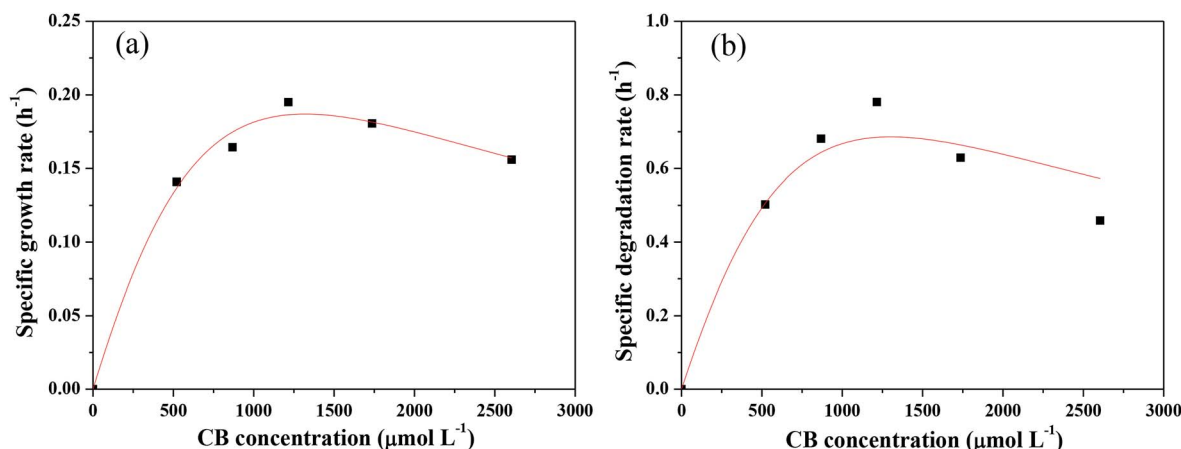 (a)
Specific growth rate (h⁻¹)
0.25
0.20
0.15
0.10
0.05
0.00
0 500 1000 1500 2000 2500 3000
CB concentration (μmol L⁻¹)
(b)
Specific degradation rate (h⁻¹)
1.0
0.8
0.6
0.4
0.2
0.0
0 500 1000 1500 2000 2500 3000
CB concentration (μmol L⁻¹)